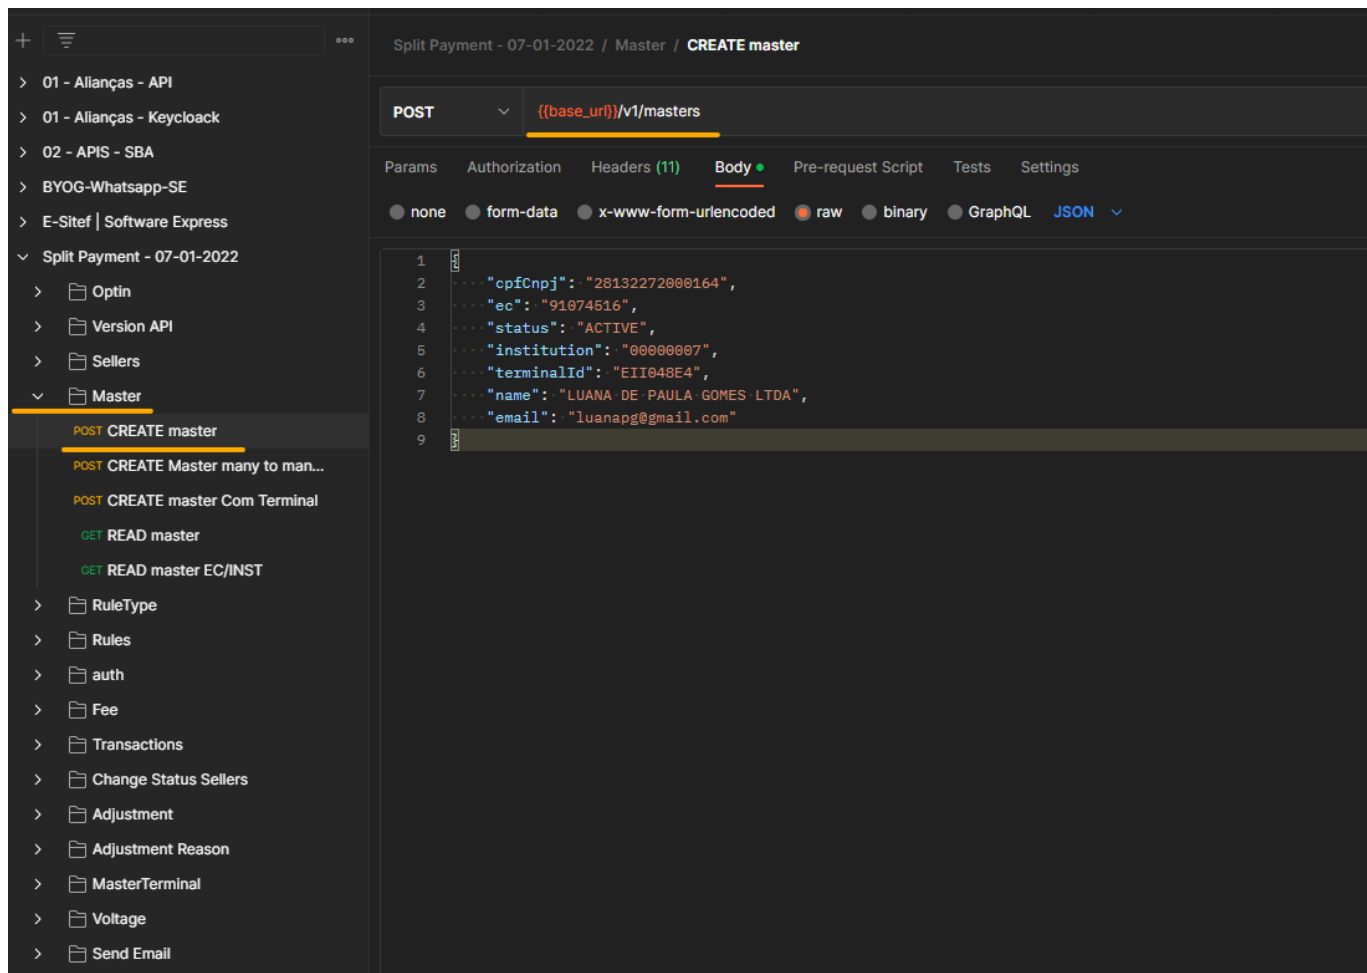 01 - Alianças - API
01 - Alianças - Keycloack
02 - APIS - SBA
BYOG-Whatsapp-SE
E-Sitef | Software Express
Split Payment - 07-01-2022
Optin
Version API
Sellers
Master
POST CREATE master
POST CREATE Master many to man...
POST CREATE master Com Terminal
GET READ master
GET READ master EC/INST
RuleType
Rules
auth
Fee
Transactions
Change Status Sellers
Adjustment
Adjustment Reason
MasterTerminal
Voltage
Send Email
Split Payment - 07-01-2022 / Master / CREATE master
POST {{base_url}}/v1/masters
Params Authorization Headers (11) Body Pre-request Script Tests Settings
none form-data x-www-form-urlencoded raw binary GraphQL JSON
1 {
2 "cpfCnpj": "28132272000164",
3 "ec": "91074516",
4 "status": "ACTIVE",
5 "institution": "00000007",
6 "terminalId": "EII048E4",
7 "name": "LUANA DE PAULA GOMES LTDA",
8 "email": "luanapg@gmail.com"
9 }